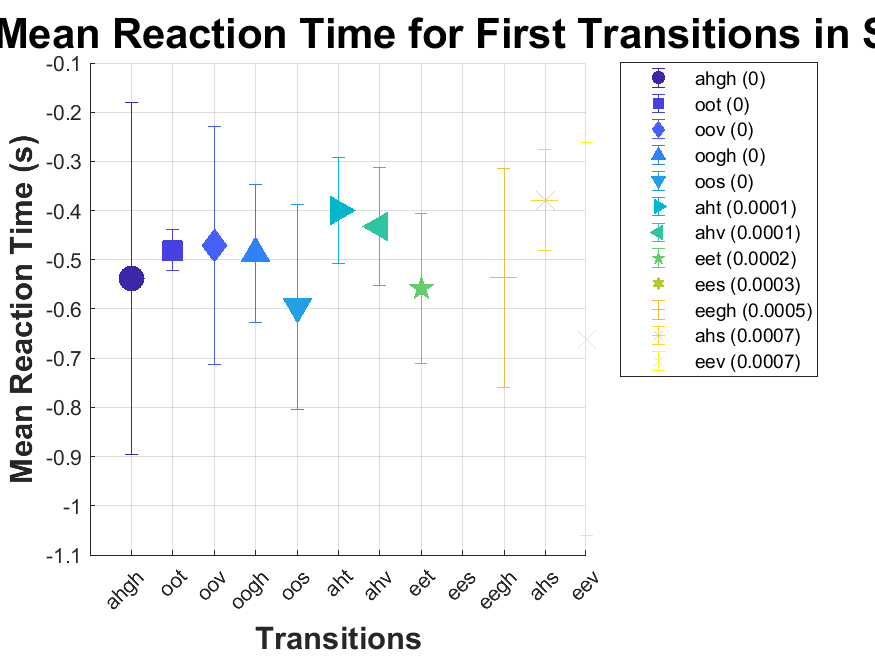 Mean Reaction Time for First Transitions in S
Mean Reaction Time (s)
-0.1
-0.2
-0.3
-0.4
-0.5
-0.6
-0.7
-0.8
-0.9
-1
-1.1
ahgh
oot
oov
oogh
oos
aht
ahv
eet
ees
eegh
ahs
eev
Transitions
ahgh (0)
oot (0)
oov (0)
oogh (0)
oos (0)
aht (0.0001)
ahv (0.0001)
eet (0.0002)
ees (0.0003)
eegh (0.0005)
ahs (0.0007)
eev (0.0007)